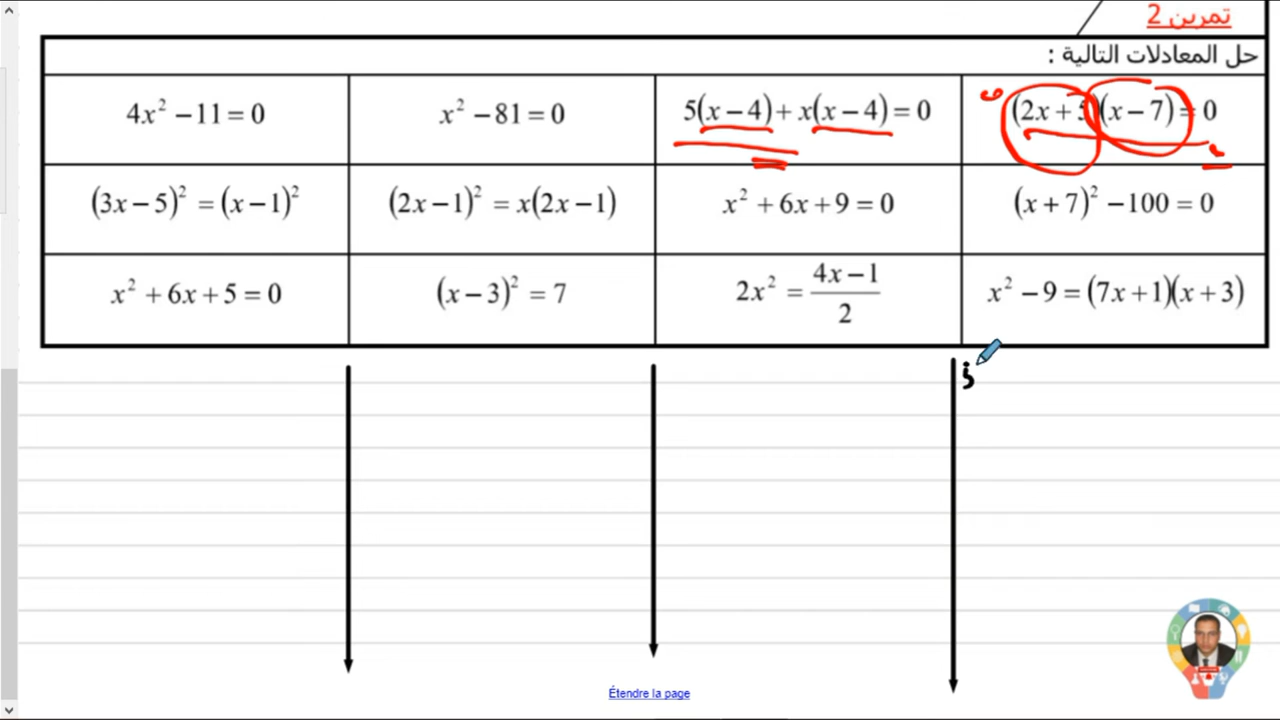 تمرين 2
حل المعادلات التالية :
(2x + 5)(x − 7) = 0
5(x − 4) + x(x − 4) = 0
x² − 81 = 0
4x² − 11 = 0
(x + 7)² − 100 = 0
x² + 6x + 9 = 0
(2x − 1)² = x(2x − 1)
(3x − 5)² = (x − 1)²
x² − 9 = (7x + 1)(x + 3)
2x² = (4x − 1)/2
(x − 3)² = 7
x² + 6x + 5 = 0
Étendre la page